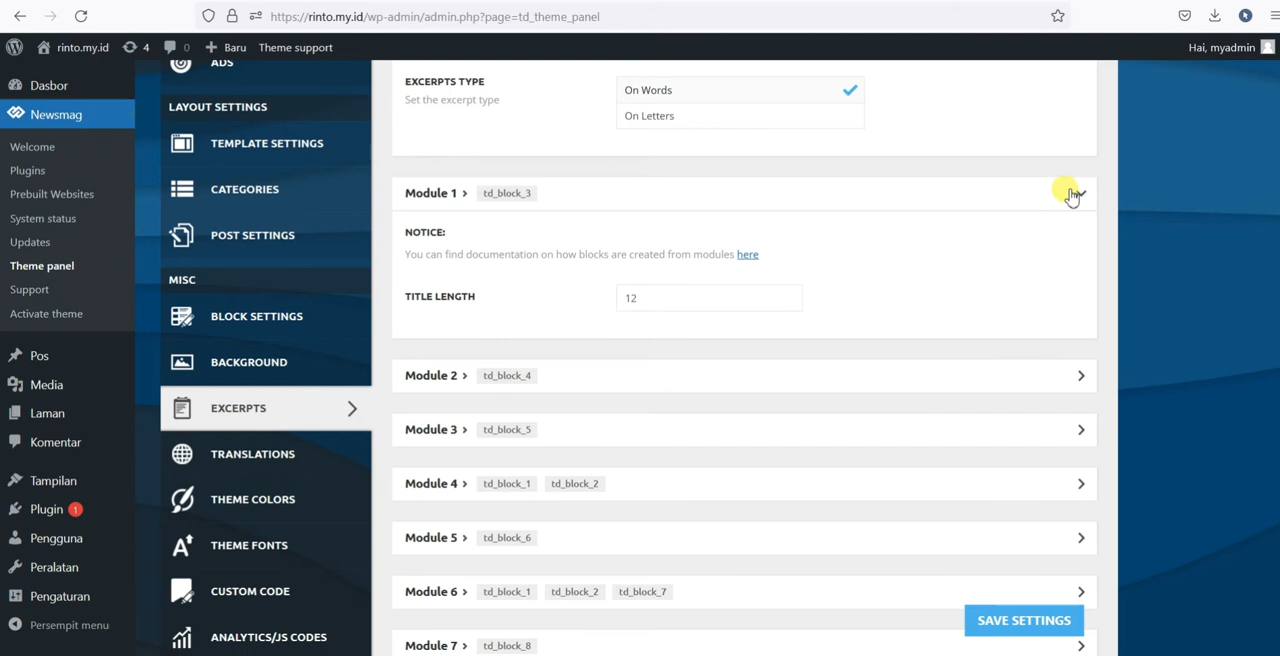 https://rinto.my.id/wp-admin/admin.php?page=td_theme_panel
rinto.my.id 4 0 Baru Theme support Hai, myadmin
Dasbor
Newsmag
Welcome
Plugins
Prebuilt Websites
System status
Updates
Theme panel
Support
Activate theme
Pos
Media
Laman
Komentar
Tampilan
Plugin 1
Pengguna
Peralatan
Pengaturan
Persempit menu
ADS
LAYOUT SETTINGS
TEMPLATE SETTINGS
CATEGORIES
POST SETTINGS
MISC
BLOCK SETTINGS
BACKGROUND
EXCERPTS
TRANSLATIONS
THEME COLORS
THEME FONTS
CUSTOM CODE
ANALYTICS/JS CODES
EXCERPTS TYPE
Set the excerpt type
On Words
On Letters
Module 1 td_block_3
NOTICE:
You can find documentation on how blocks are created from modules here
TITLE LENGTH 12
Module 2 td_block_4
Module 3 td_block_5
Module 4 td_block_1 td_block_2
Module 5 td_block_6
Module 6 td_block_1 td_block_2 td_block_7
SAVE SETTINGS
Module 7 td_block_8